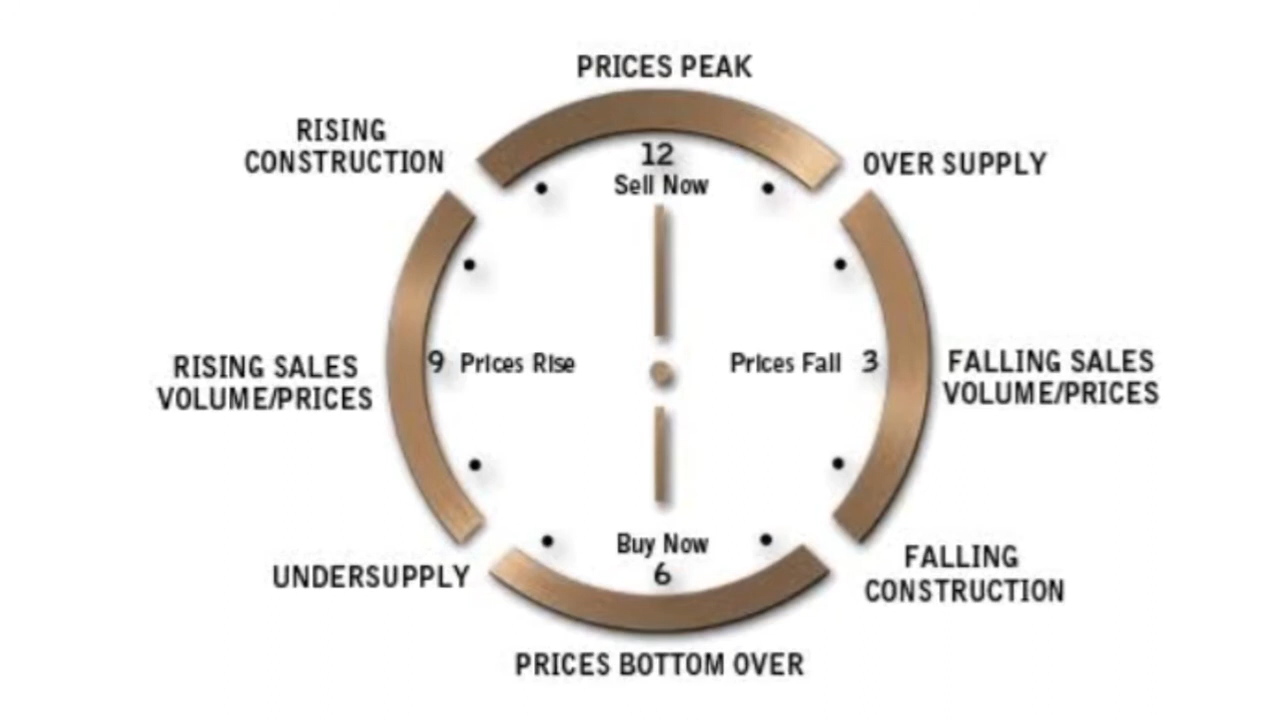 PRICES PEAK
RISING
CONSTRUCTION
12
Sell Now
OVER SUPPLY
RISING SALES
VOLUME/PRICES
9 Prices Rise
Prices Fall 3
FALLING SALES
VOLUME/PRICES
Buy Now
6
UNDERSUPPLY
FALLING
CONSTRUCTION
PRICES BOTTOM OVER